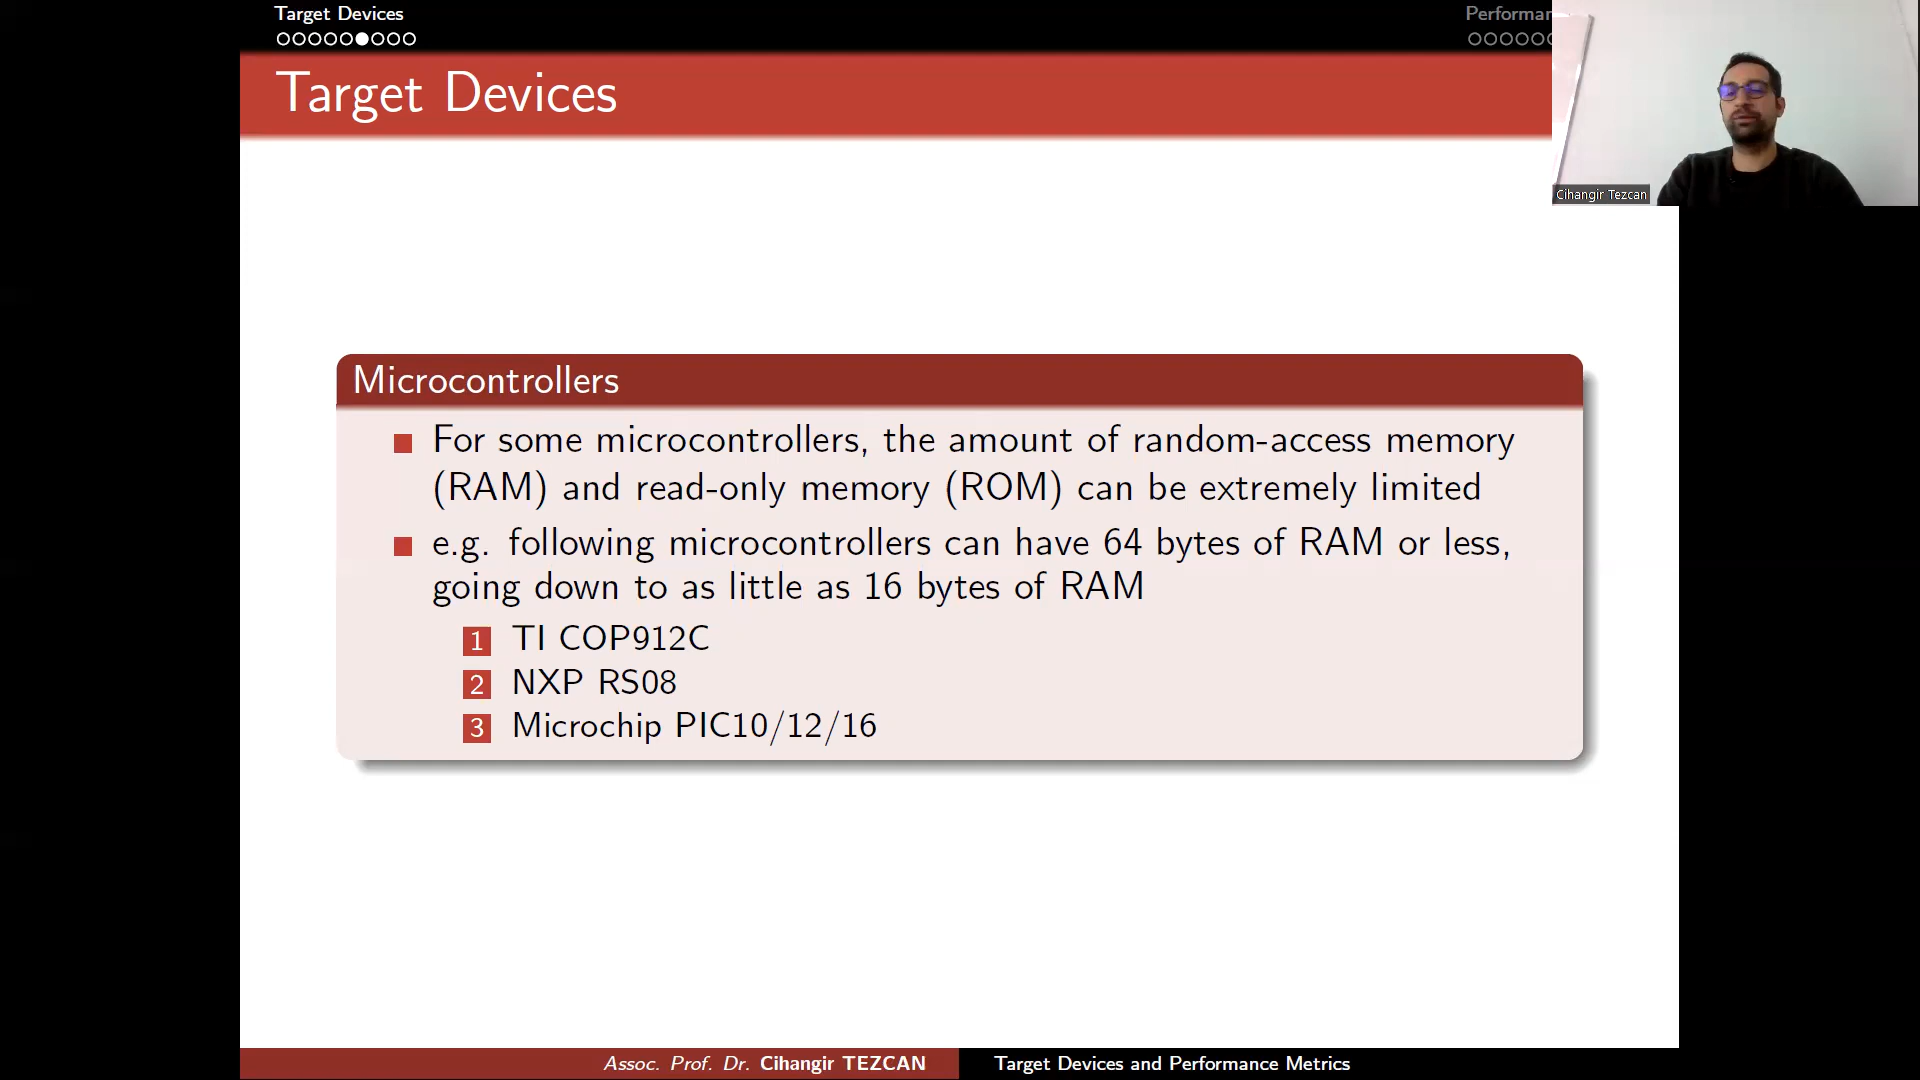 Target Devices
Target Devices
Cihangir Tezcan
Microcontrollers
For some microcontrollers, the amount of random-access memory
(RAM) and read-only memory (ROM) can be extremely limited
e.g. following microcontrollers can have 64 bytes of RAM or less,
going down to as little as 16 bytes of RAM
1 TI COP912C
2 NXP RS08
3 Microchip PIC10/12/16
Assoc. Prof. Dr. Cihangir TEZCAN
Target Devices and Performance Metrics